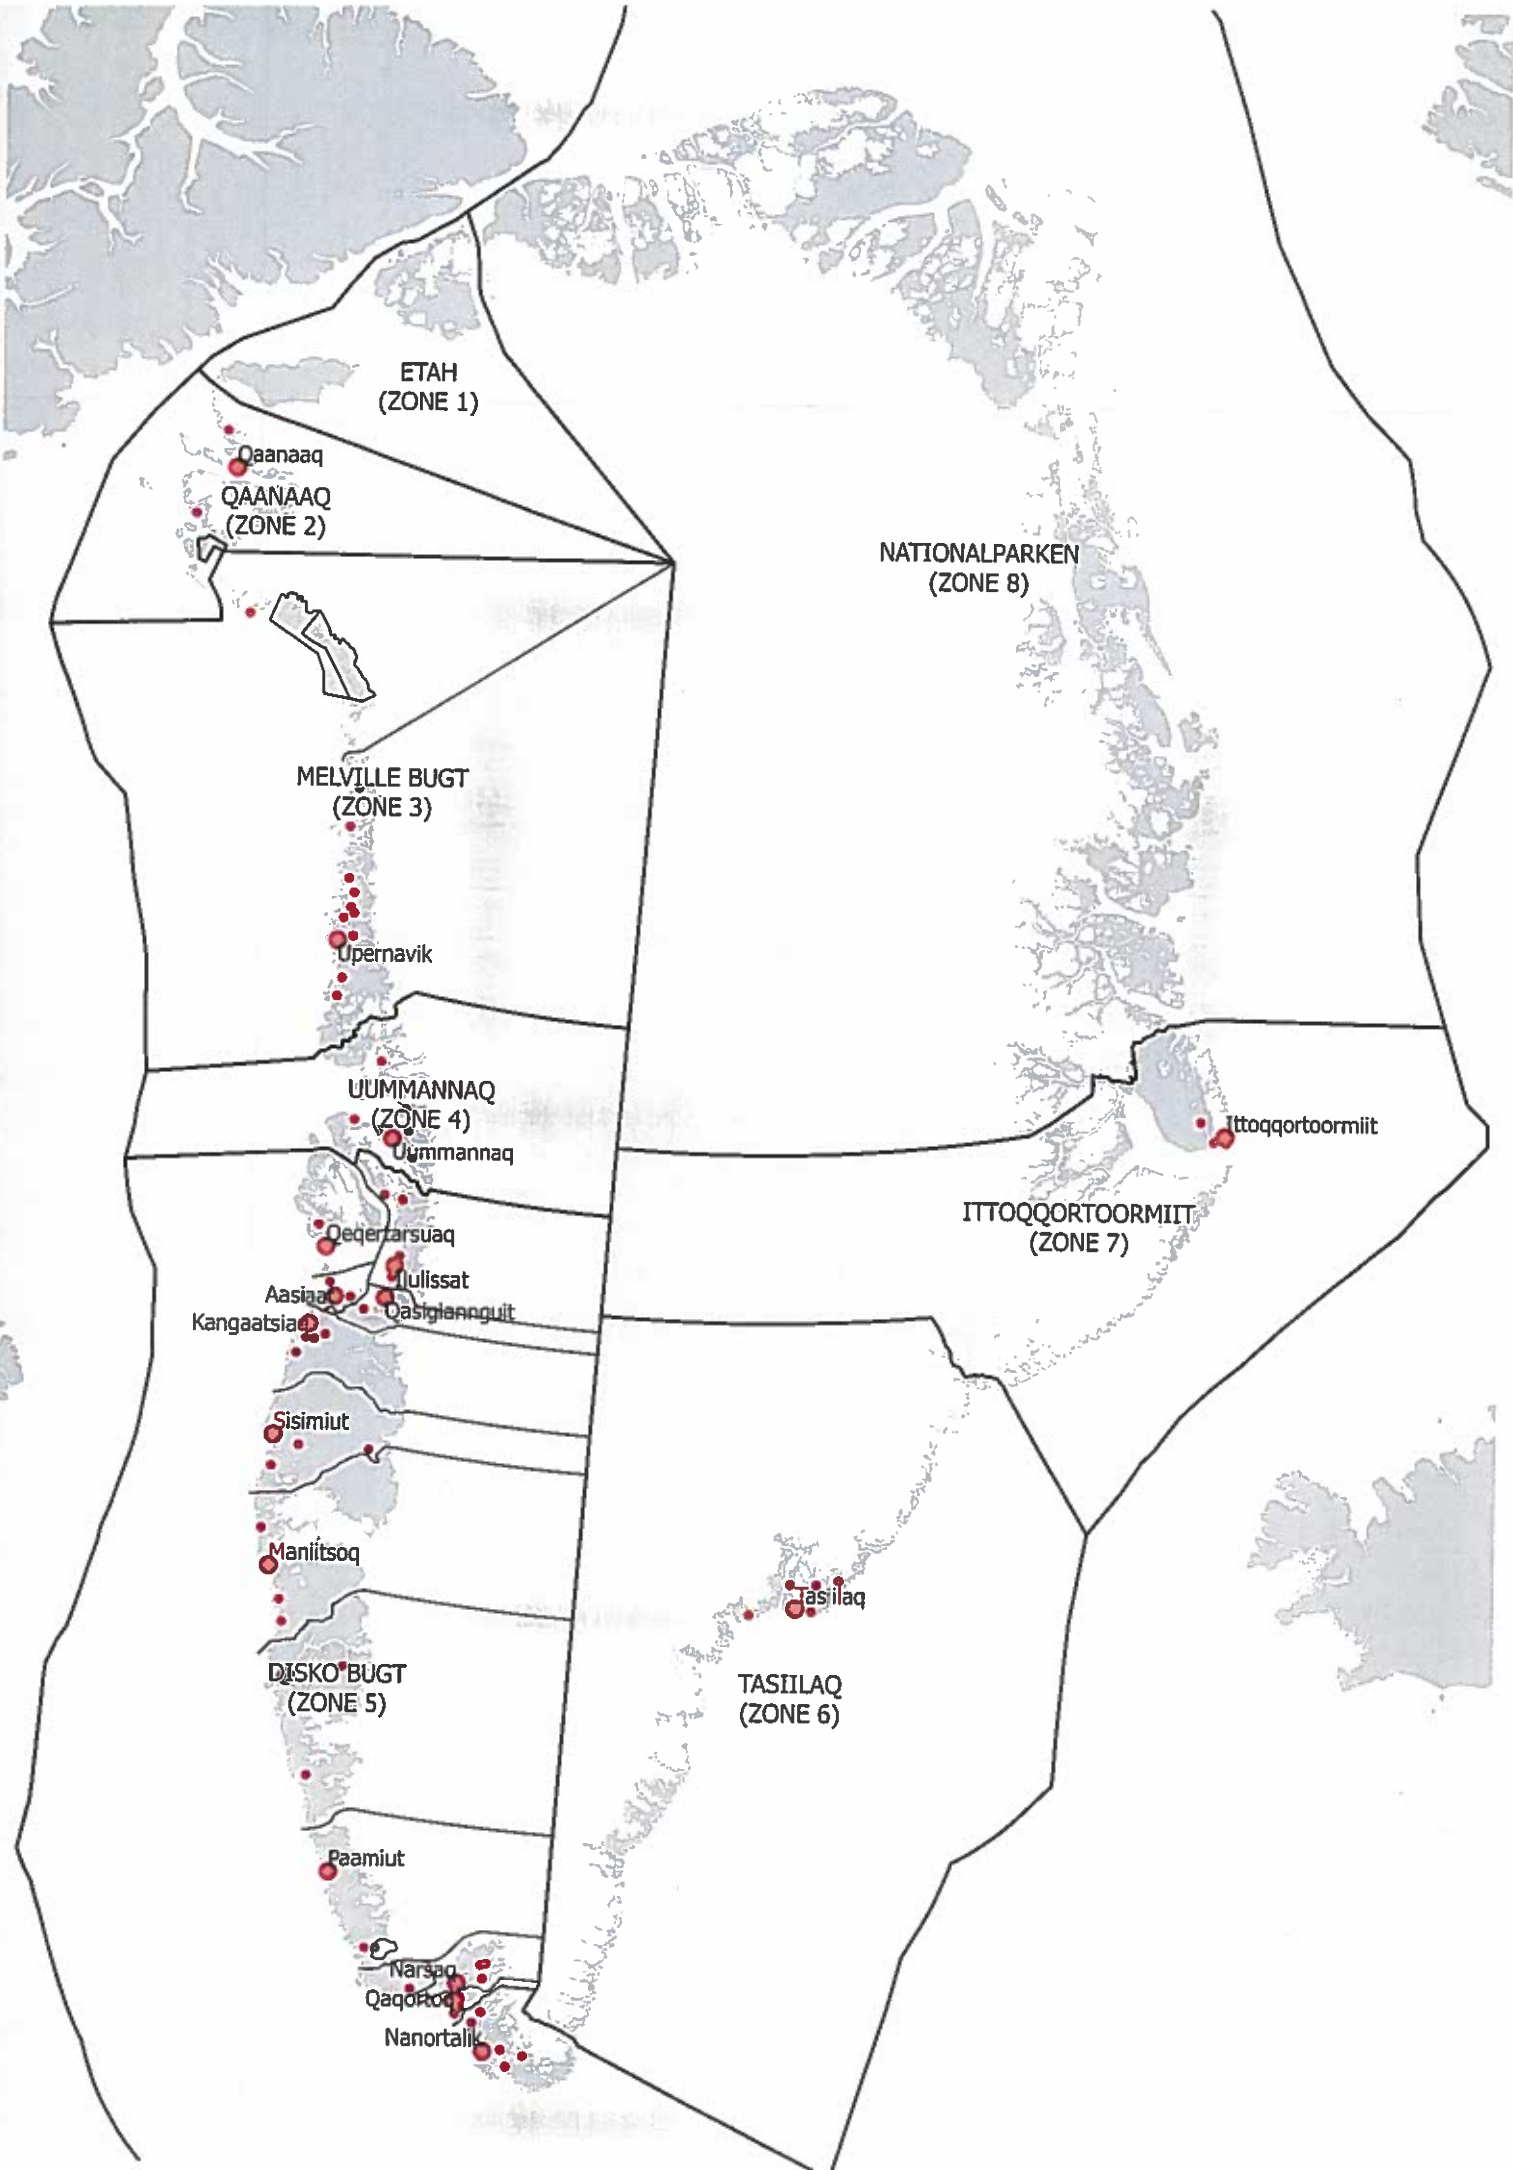 ETAH
(ZONE 1)
Qaanaaq
QAANAAQ
(ZONE 2)
NATIONALPARKEN
(ZONE 8)
MELVILLE BUGT
(ZONE 3)
Upernavik
UUMMANNAQ
(ZONE 4)
Uummannaq
Ittoqqortoormiit
ITTOQQORTOORMIIT
(ZONE 7)
Qeqertarsuaq
Ilulissat
Aasiaat
Qasigiannguit
Kangaatsiaq
Sisimiut
Maniitsoq
Tasiilaq
DISKO BUGT
(ZONE 5)
TASIILAQ
(ZONE 6)
Paamiut
Narsaq
Qaqortoq
Nanortalik